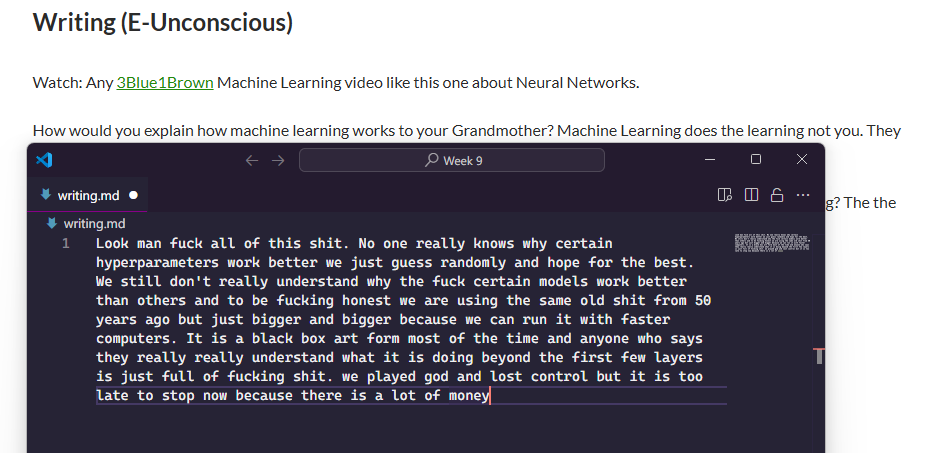 Writing (E-Unconscious)
Watch: Any 3Blue1Brown Machine Learning video like this one about Neural Networks.
How would you explain how machine learning works to your Grandmother? Machine Learning does the learning not you. They
Week 9
g? The the
writing.md
writing.md
1 Look man fuck all of this shit. No one really knows why certain
hyperparameters work better we just guess randomly and hope for the best.
We still don't really understand why the fuck certain models work better
than others and to be fucking honest we are using the same old shit from 50
years ago but just bigger and bigger because we can run it with faster
computers. It is a black box art form most of the time and anyone who says
they really really understand what it is doing beyond the first few layers
is just full of fucking shit. we played god and lost control but it is too
late to stop now because there is a lot of money